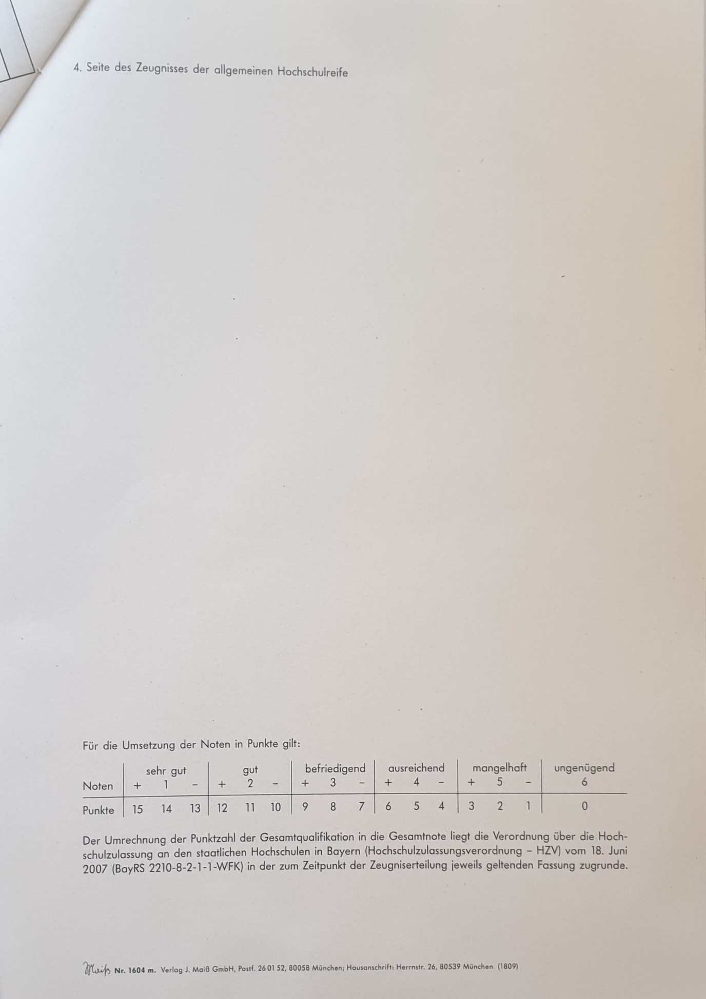 4. Seite des Zeugnisses der allgemeinen Hochschulreife
Für die Umsetzung der Noten in Punkte gilt:
sehr gut gut befriedigend ausreichend mangelhaft ungenügend
Noten + 1 – + 2 – + 3 – + 4 – + 5 – 6
Punkte 15 14 13 12 11 10 9 8 7 6 5 4 3 2 1 0
Der Umrechnung der Punktzahl der Gesamtqualifikation in die Gesamtnote liegt die Verordnung über die Hoch-
schulzulassung an den staatlichen Hochschulen in Bayern (Hochschulzulassungsverordnung – HZV) vom 18. Juni
2007 (BayRS 2210-8-2-1-1-WFK) in der zum Zeitpunkt der Zeugniserteilung jeweils geltenden Fassung zugrunde.
Maiß Nr. 1604 m. Verlag J. Maiß GmbH, Postf. 26 01 52, 80058 München; Hausanschrift: Herrnstr. 26, 80539 München (1809)